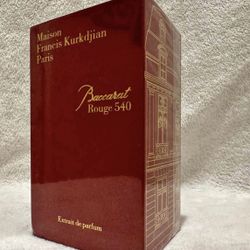 Maison
Francis Kurkdjian
Paris
Baccarat
Rouge 540
Extrait de parfum